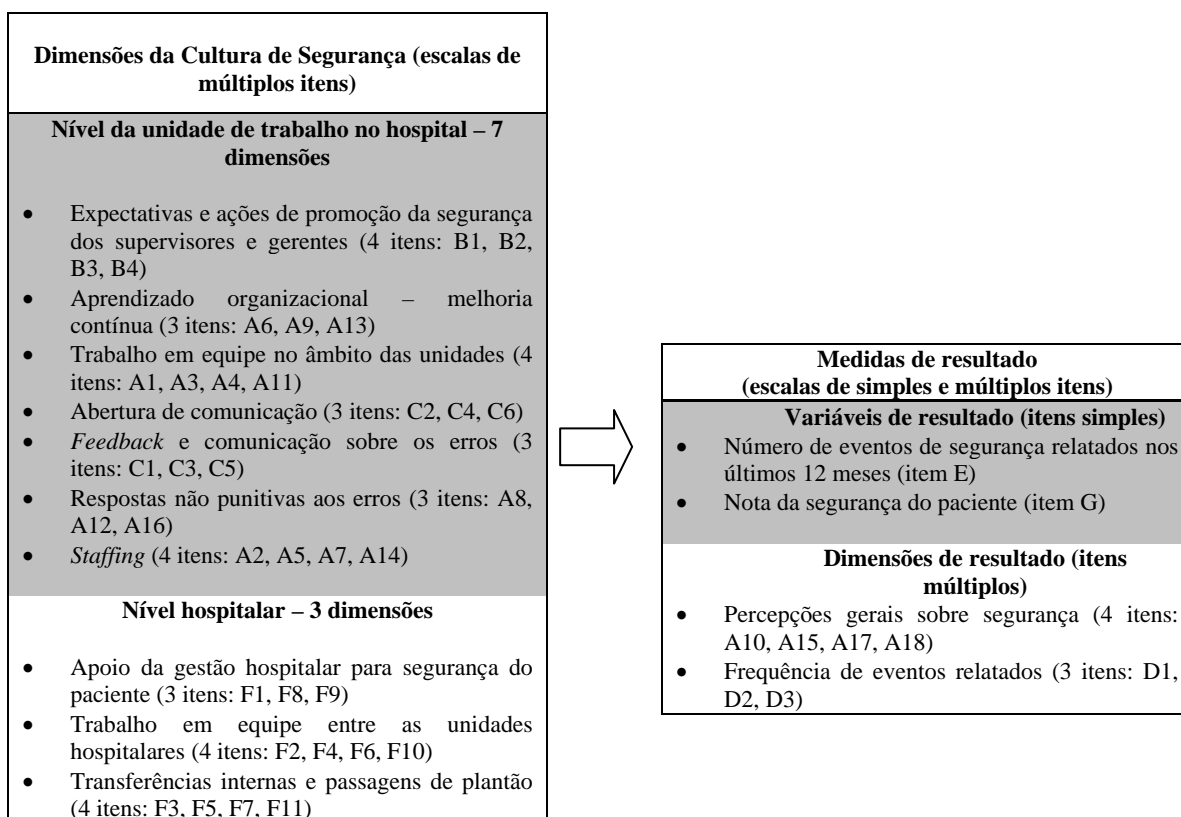 Dimensões da Cultura de Segurança (escalas de
múltiplos itens)
Nível da unidade de trabalho no hospital – 7
dimensões
• Expectativas e ações de promoção da segurança
dos supervisores e gerentes (4 itens: B1, B2,
B3, B4)
• Aprendizado organizacional – melhoria
contínua (3 itens: A6, A9, A13)
• Trabalho em equipe no âmbito das unidades (4
itens: A1, A3, A4, A11)
• Abertura de comunicação (3 itens: C2, C4, C6)
• Feedback e comunicação sobre os erros (3
itens: C1, C3, C5)
• Respostas não punitivas aos erros (3 itens: A8,
A12, A16)
• Staffing (4 itens: A2, A5, A7, A14)
Nível hospitalar – 3 dimensões
• Apoio da gestão hospitalar para segurança do
paciente (3 itens: F1, F8, F9)
• Trabalho em equipe entre as unidades
hospitalares (4 itens: F2, F4, F6, F10)
• Transferências internas e passagens de plantão
(4 itens: F3, F5, F7, F11)
Medidas de resultado
(escalas de simples e múltiplos itens)
Variáveis de resultado (itens simples)
• Número de eventos de segurança relatados nos
últimos 12 meses (item E)
• Nota da segurança do paciente (item G)
Dimensões de resultado (itens
múltiplos)
• Percepções gerais sobre segurança (4 itens:
A10, A15, A17, A18)
• Frequência de eventos relatados (3 itens: D1,
D2, D3)